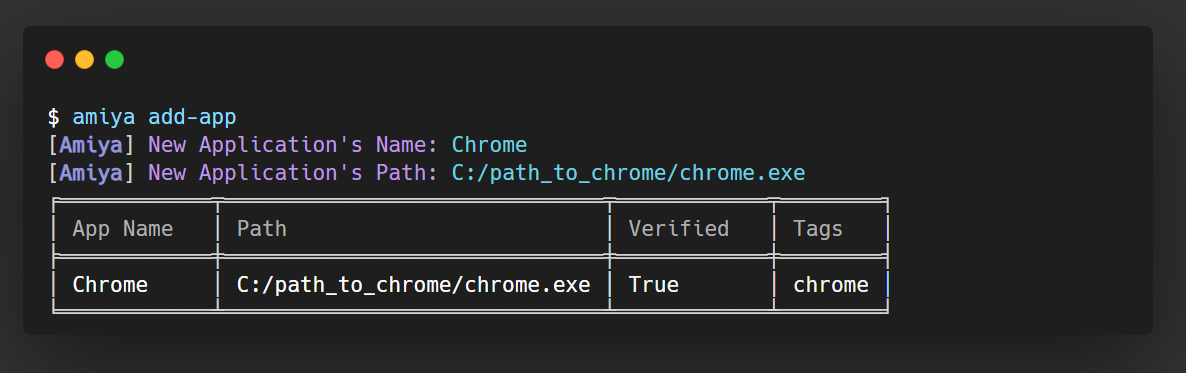 $ amiya add-app
[Amiya] New Application's Name: Chrome
[Amiya] New Application's Path: C:/path_to_chrome/chrome.exe
App Name Path Verified Tags
Chrome C:/path_to_chrome/chrome.exe True chrome